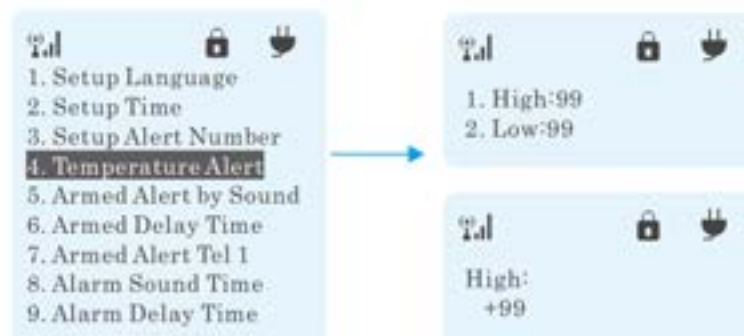 1. Setup Language
2. Setup Time
3. Setup Alert Number
4. Temperature Alert
5. Armed Alert by Sound
6. Armed Delay Time
7. Armed Alert Tel 1
8. Alarm Sound Time
9. Alarm Delay Time
1. High:99
2. Low:99
High:
+99